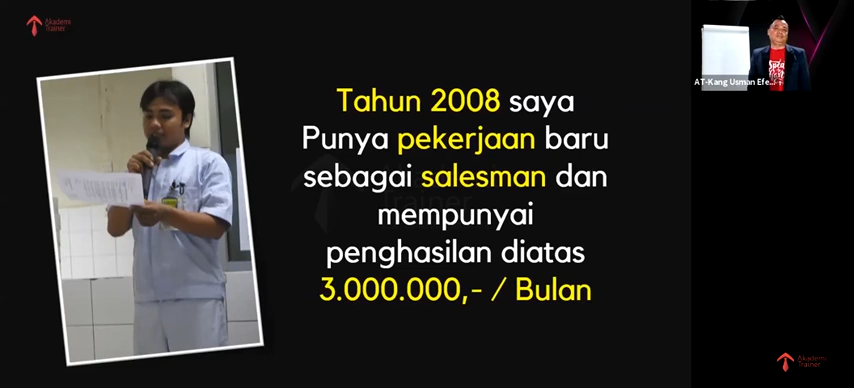 Akademi
Trainer
Tahun 2008 saya
Punya pekerjaan baru
sebagai salesman dan
mempunyai
penghasilan diatas
3.000.000,- / Bulan
AT-Kang Usman Efe...
Akademi
Trainer